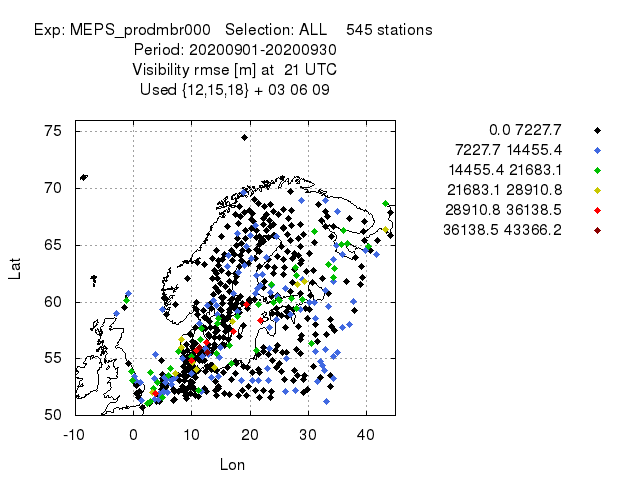 Exp: MEPS_prodmbr000 Selection: ALL 545 stations
Period: 20200901-20200930
Visibility rmse [m] at 21 UTC
Used {12,15,18} + 03 06 09
75
70
65
60
55
50
Lat
-10 0 10 20 30 40
Lon
0.0 7227.7
7227.7 14455.4
14455.4 21683.1
21683.1 28910.8
28910.8 36138.5
36138.5 43366.2